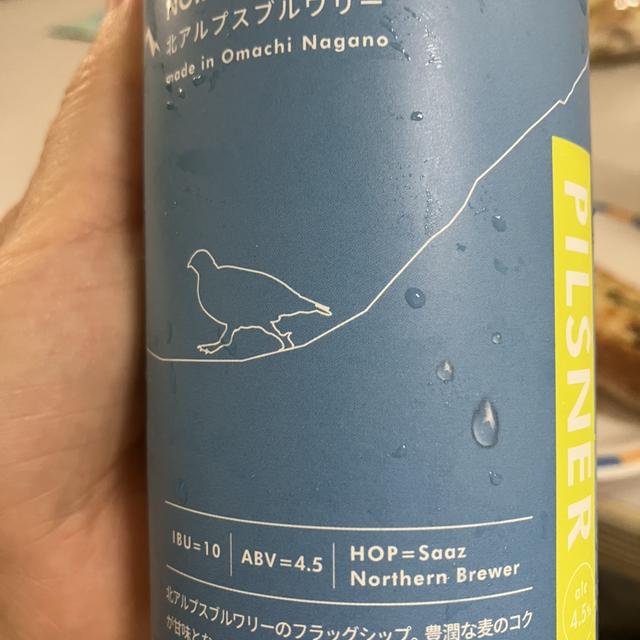 北アルプスブルワリー
made in Omachi Nagano
PILSNER
IBU=10
ABV=4.5
HOP=Saaz
Northern Brewer
ale
4.5%
北アルプスブルワリーのフラッグシップ。豊潤な麦のコク